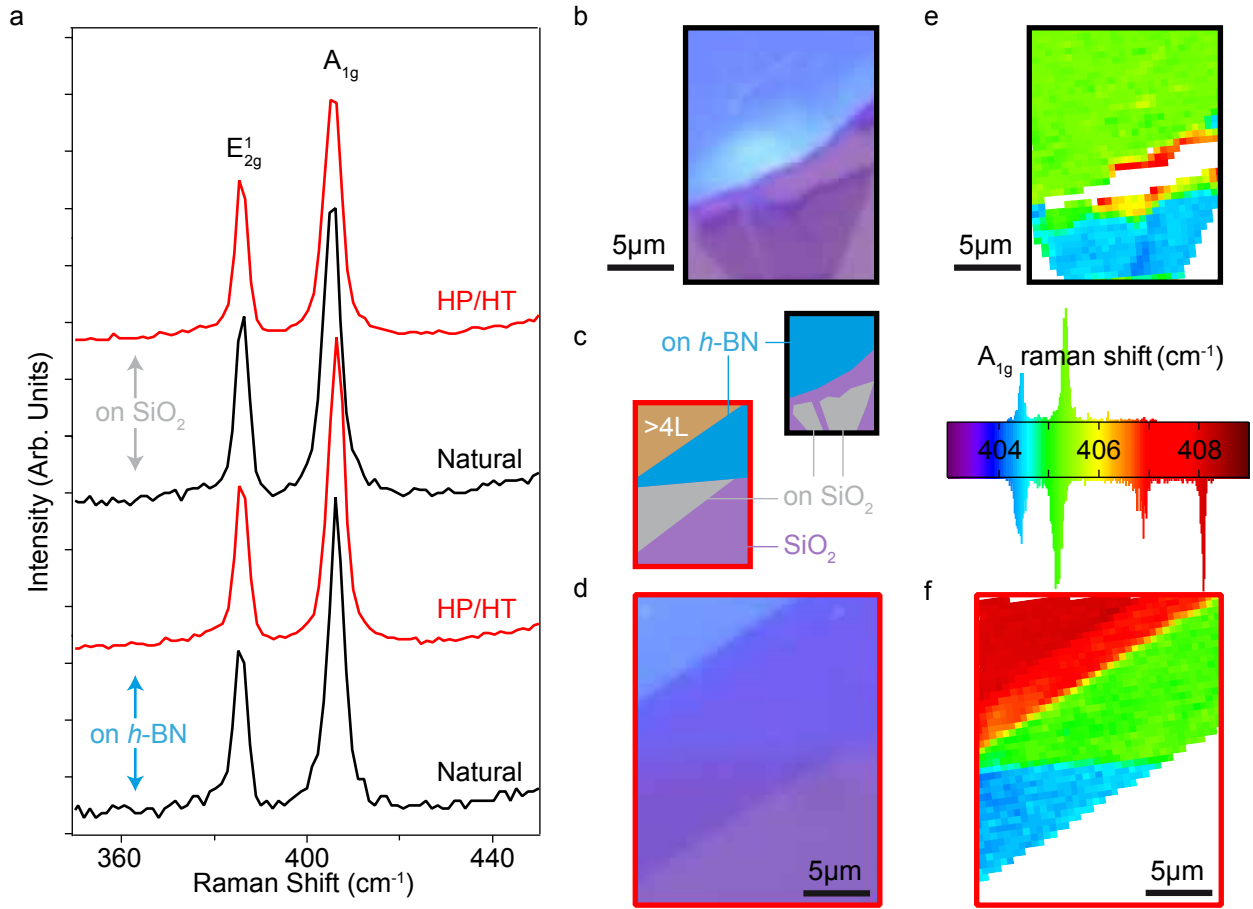 a
E¹₂g
A₁g
HP/HT
on SiO₂
Natural
HP/HT
on h-BN
Natural
Intensity (Arb. Units)
360
400
440
Raman Shift (cm⁻¹)
b
5µm
c
on h-BN
>4L
on SiO₂
SiO₂
d
5µm
e
5µm
A₁g raman shift (cm⁻¹)
404
406
408
f
5µm